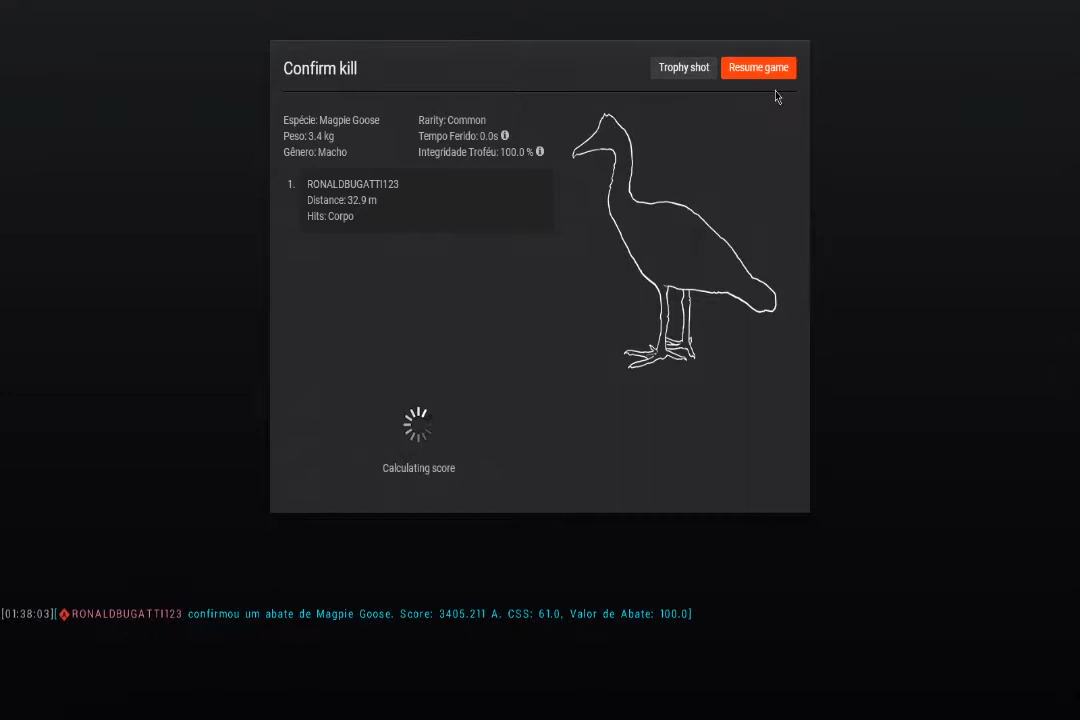 Confirm kill
Trophy shot
Resume game
Espécie: Magpie Goose
Peso: 3.4 kg
Gênero: Macho
Rarity: Common
Tempo Ferido: 0.0s
Integridade Troféu: 100.0 %
1. RONALDBUGATTI123
Distance: 32.9 m
Hits: Corpo
Calculating score
[01:38:03][RONALDBUGATTI123 confirmou um abate de Magpie Goose. Score: 3405.211 A. CSS: 61.0, Valor de Abate: 100.0]